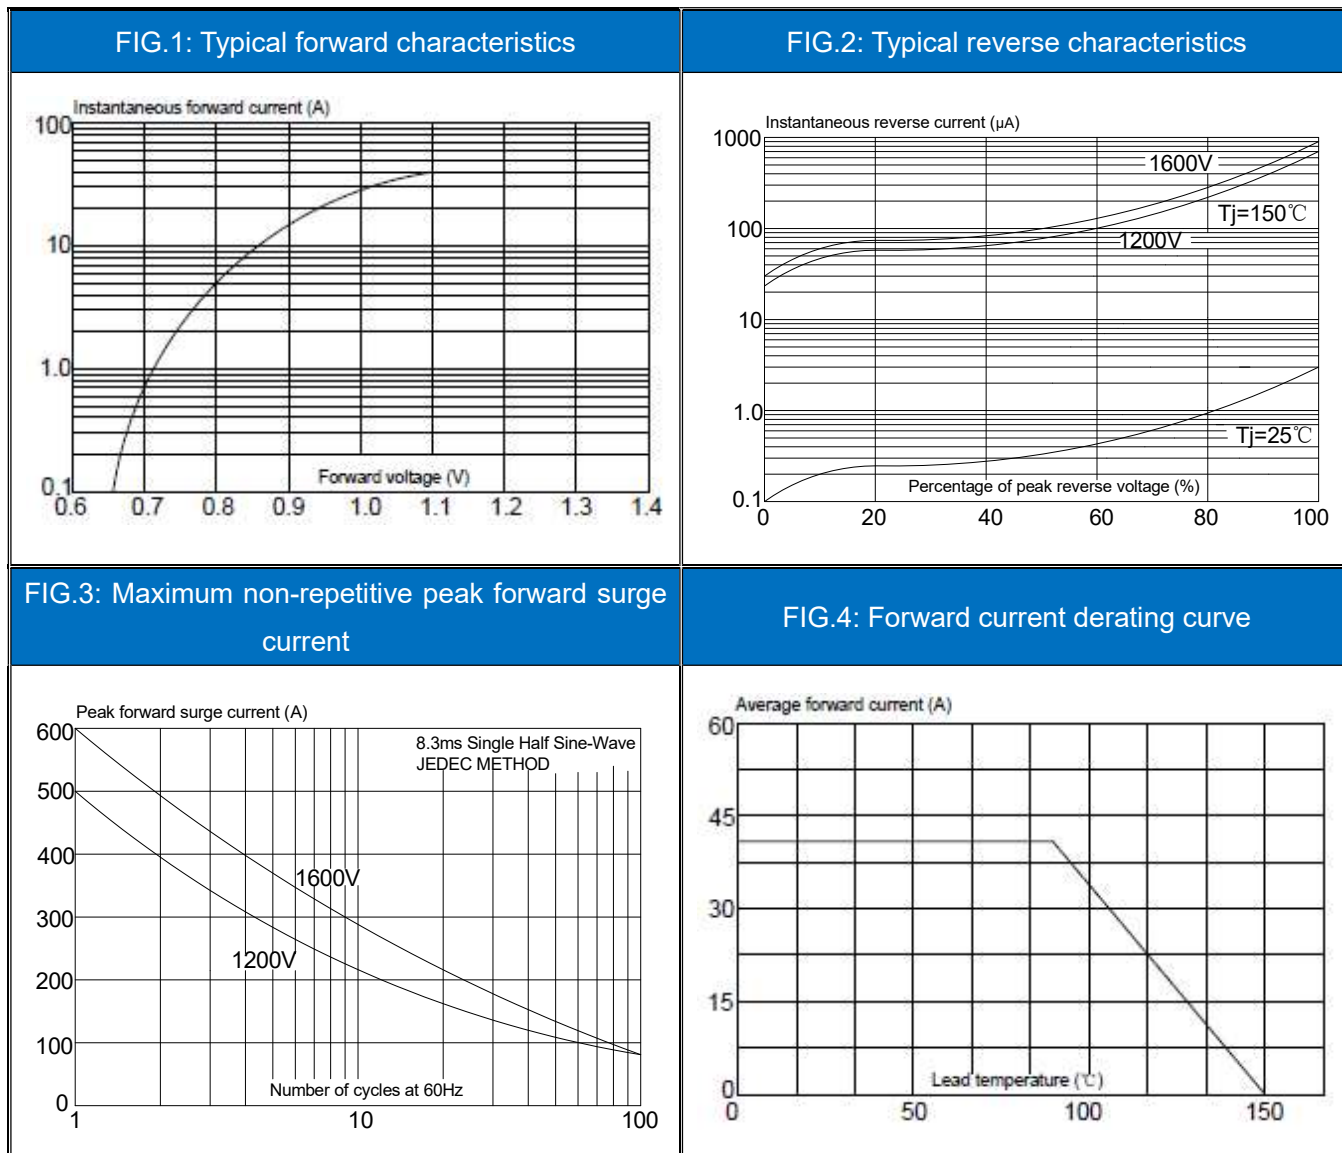 FIG.1: Typical forward characteristics
FIG.2: Typical reverse characteristics
Instantaneous forward current (A)
100
10
1.0
0.1
Forward voltage (V)
0.6 0.7 0.8 0.9 1.0 1.1 1.2 1.3 1.4
Instantaneous reverse current (μA)
1000
1600V
Tj=150℃
100
1200V
10
1.0
Tj=25℃
0.1
Percentage of peak reverse voltage (%)
0 20 40 60 80 100
FIG.3: Maximum non-repetitive peak forward surge
current
FIG.4: Forward current derating curve
Peak forward surge current (A)
600
8.3ms Single Half Sine-Wave
JEDEC METHOD
500
400
1600V
300
1200V
200
100
Number of cycles at 60Hz
0
1 10 100
Average forward current (A)
60
45
30
15
0
Lead temperature (℃)
0 50 100 150